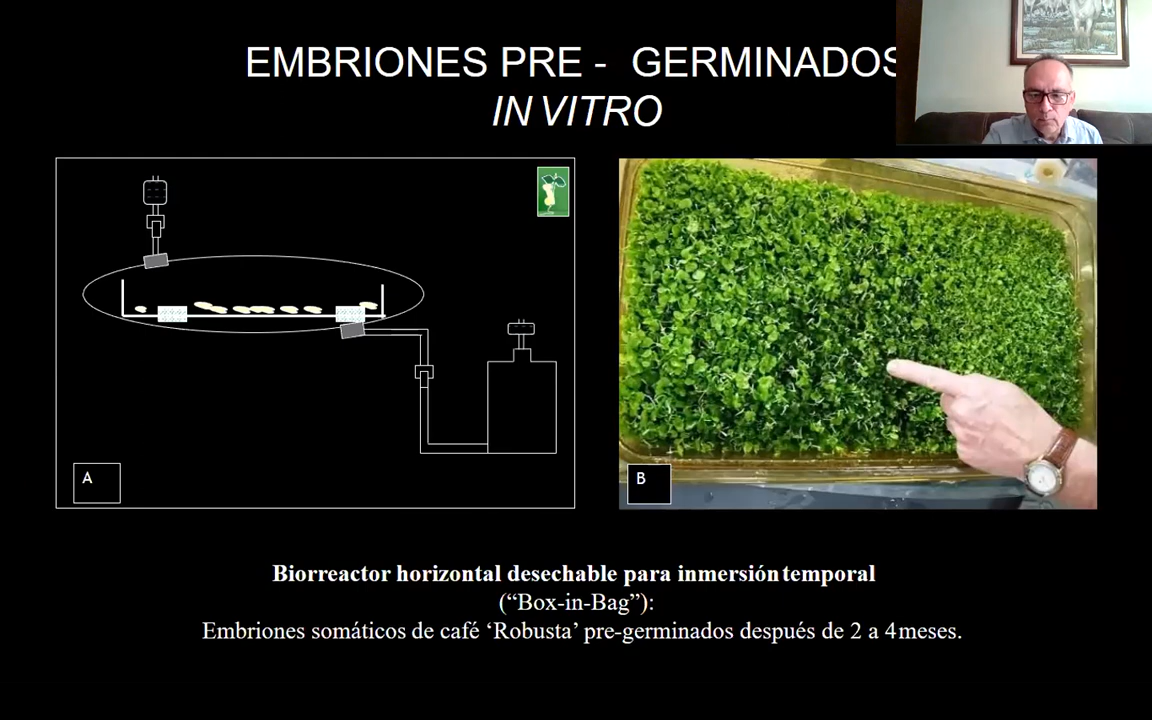 EMBRIONES PRE - GERMINADOS
IN VITRO
A
B
Biorreactor horizontal desechable para inmersión temporal
(“Box-in-Bag”):
Embriones somáticos de café ‘Robusta’ pre-germinados después de 2 a 4 meses.